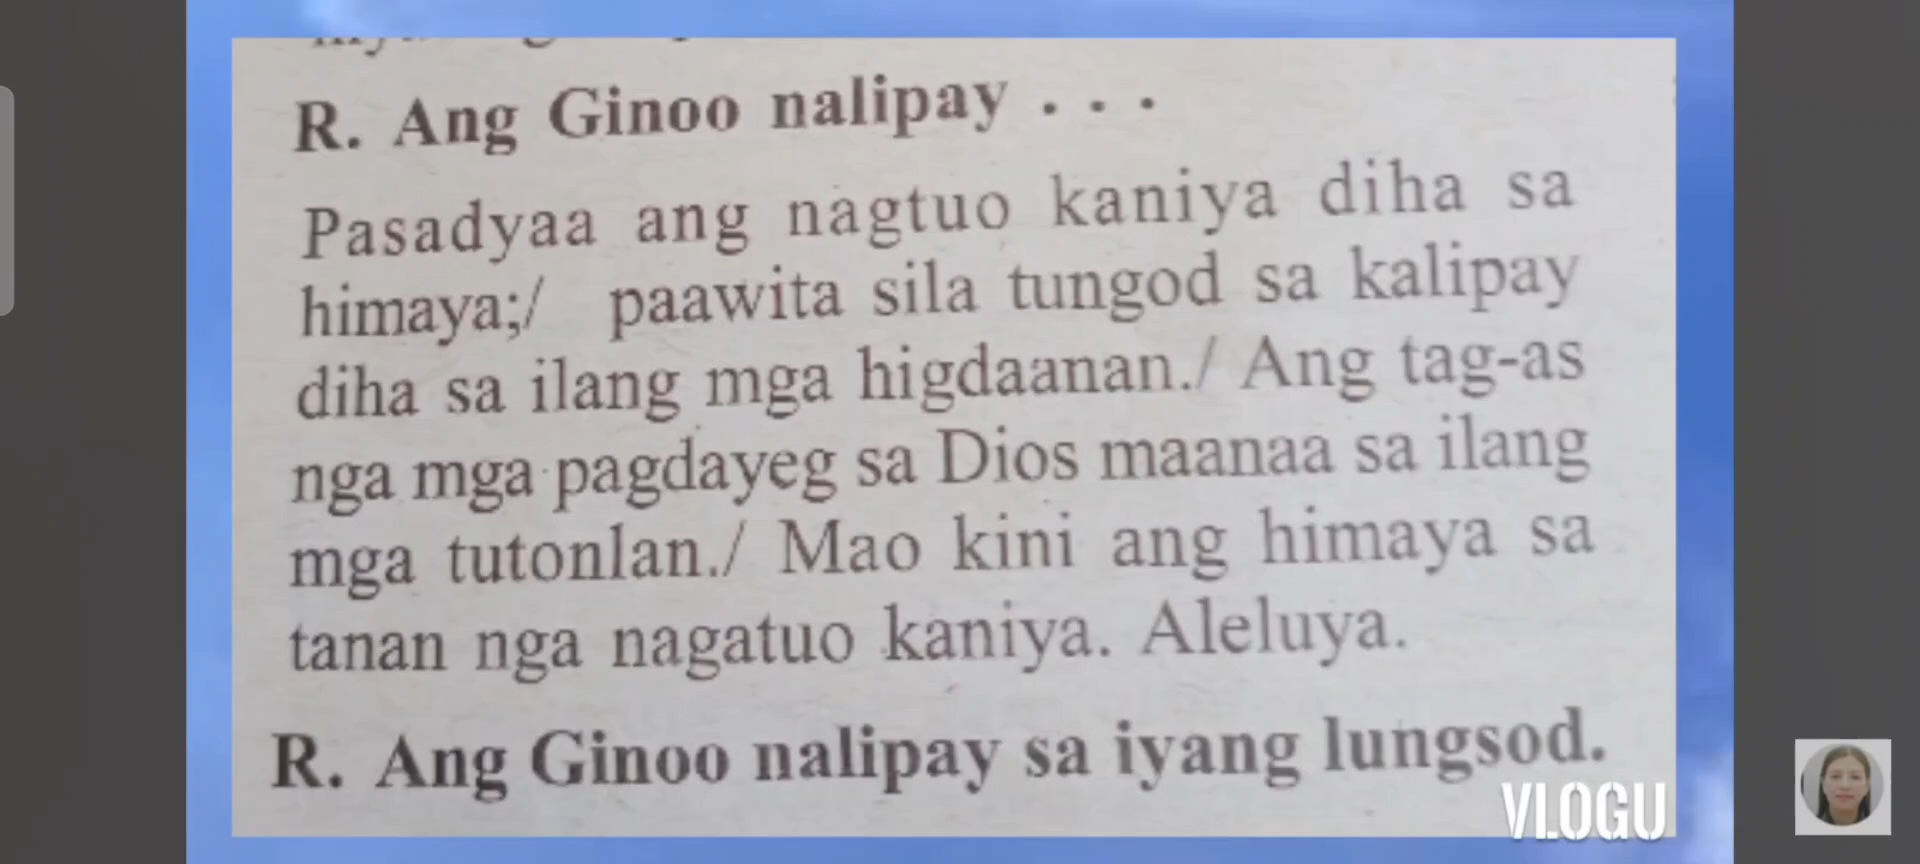 R. Ang Ginoo nalipay . . .
Pasadyaa ang nagtuo kaniya diha sa
himaya;/ paawita sila tungod sa kalipay
diha sa ilang mga higdaanan./ Ang tag-as
nga mga pagdayeg sa Dios maanaa sa ilang
mga tutonlan./ Mao kini ang himaya sa
tanan nga nagatuo kaniya. Aleluya.
R. Ang Ginoo nalipay sa iyang lungsod.
VLOGU